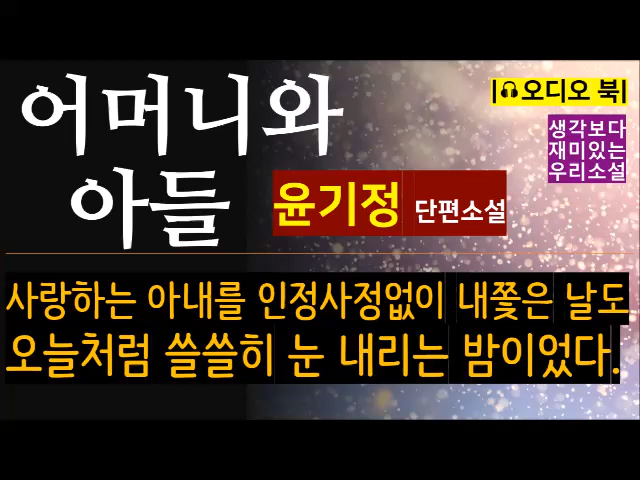 어머니와
아들
윤기정 단편소설
|🎧오디오 북|
생각보다
재미있는
우리소설
사랑하는 아내를 인정사정없이 내쫓은 날도
오늘처럼 쓸쓸히 눈 내리는 밤이었다.